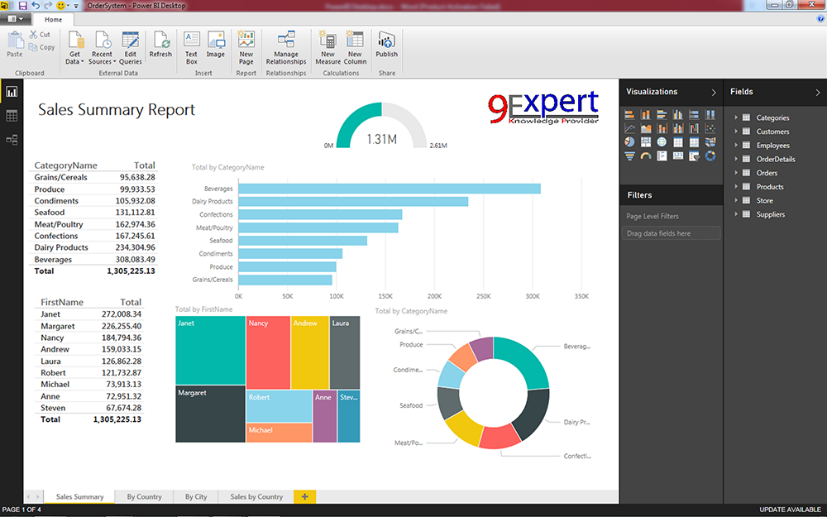 OrderSystem - Power BI Desktop
Home
Paste
Cut
Copy
Clipboard
Get Data
Recent Sources
Edit Queries
External Data
Refresh
Text Box
Image
Insert
New Page
Report
Manage Relationships
Relationships
New Measure
New Column
Calculations
Publish
Share
Sales Summary Report
0M
1.31M
2.61M
9Expert
Knowledge Provider
CategoryName Total
Grains/Cereals 95,638.28
Produce 99,933.53
Condiments 105,932.08
Seafood 131,112.81
Meat/Poultry 162,974.36
Confections 167,245.61
Dairy Products 234,304.96
Beverages 308,083.49
Total 1,305,225.13
Total by CategoryName
Beverages
Dairy Products
Confections
Meat/Poultry
Seafood
Condiments
Produce
Grains/Cereals
0K 50K 100K 150K 200K 250K 300K 350K
FirstName Total
Janet 272,008.34
Margaret 226,255.40
Nancy 184,794.36
Andrew 159,033.15
Laura 126,862.28
Robert 121,732.87
Michael 73,913.13
Anne 72,951.32
Steven 67,674.28
Total 1,305,225.13
Total by FirstName
Janet
Nancy
Andrew
Laura
Margaret
Robert
Anne
Stev...
Michael
Total by CategoryName
Grains/C...
Produce
Condime...
Seafood
Meat/Po...
Beverag...
Dairy Pr...
Confecti...
Visualizations
Filters
Page Level Filters
Drag data fields here
Fields
Categories
Customers
Employees
OrderDetails
Orders
Products
Store
Suppliers
Sales Summary
By Country
By City
Sales by Country
PAGE 1 OF 4
UPDATE AVAILABLE